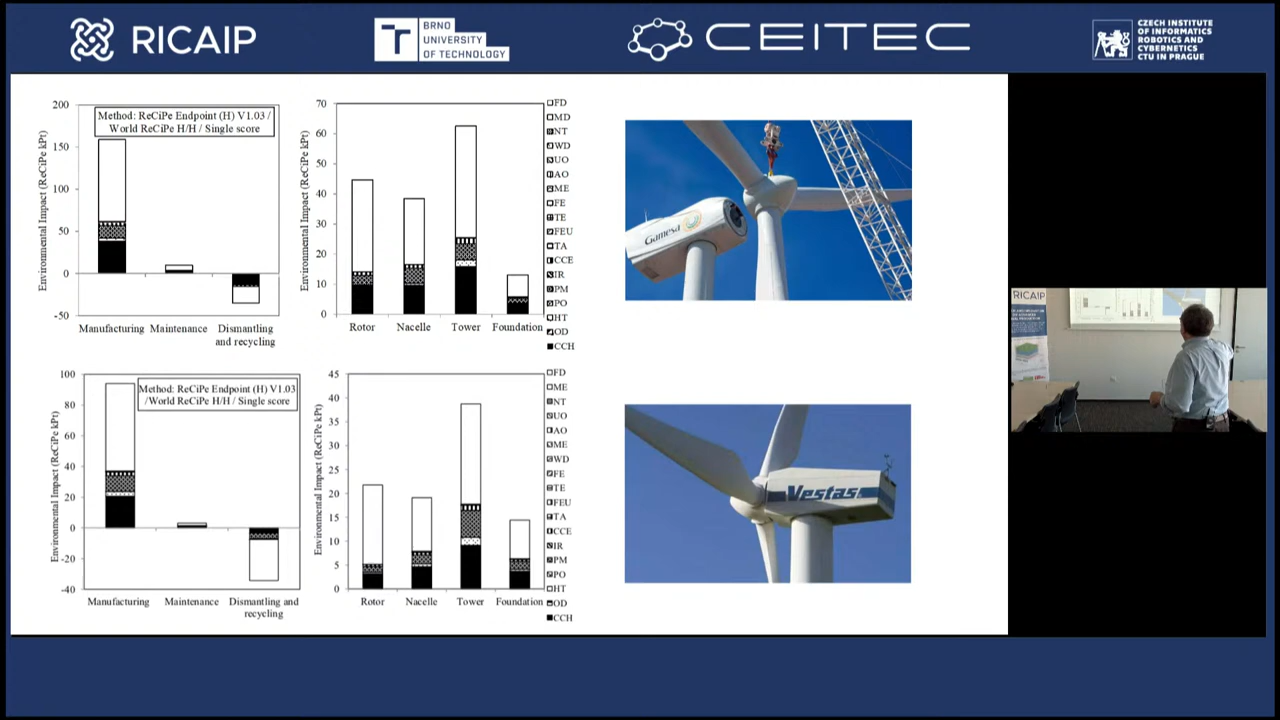 RICAIP
BRNO
UNIVERSITY
OF TECHNOLOGY
CEITEC
CZECH INSTITUTE
OF INFORMATICS
ROBOTICS AND
CYBERNETICS
CTU IN PRAGUE
Environmental Impact (ReCiPe kPt)
200
150
100
50
0
-50
Method: ReCiPe Endpoint (H) V1.03 /
World ReCiPe H/H / Single score
Manufacturing Maintenance Dismantling
and recycling
Environmental Impact (ReCiPe kPt)
70
60
50
40
30
20
10
0
Rotor Nacelle Tower Foundation
FD
MD
NT
WD
UO
AO
ME
FE
TE
FEU
TA
CCE
IR
PM
PO
HT
OD
CCH
Gamesa
Environmental Impact (ReCiPe kPt)
100
80
60
40
20
0
-20
-40
Method: ReCiPe Endpoint (H) V1.03
/World ReCiPe H/H / Single score
Manufacturing Maintenance Dismantling and
recycling
Environmental Impact (ReCiPe kPt)
45
40
35
30
25
20
15
10
5
0
Rotor Nacelle Tower Foundation
FD
ME
NT
UO
AO
ME
WD
FE
TE
FEU
TA
CCE
IR
PM
PO
HT
OD
CCH
Vestas
RICAIP